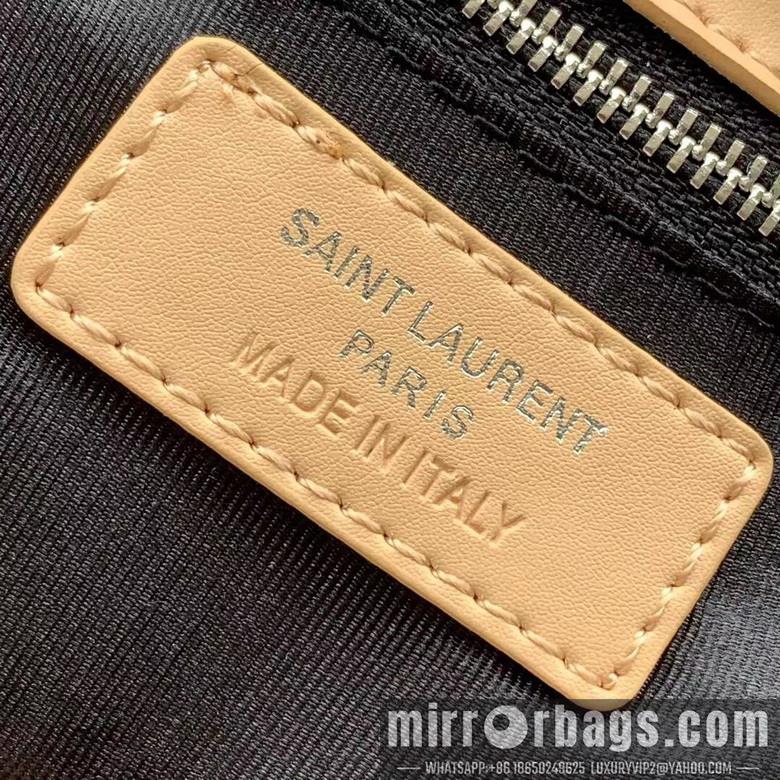 SAINT LAURENT
PARIS
MADE IN ITALY
mirrorbags.com
WHATSAPP:+86 18650249625 LUXURYVIP2@YAHOO.COM